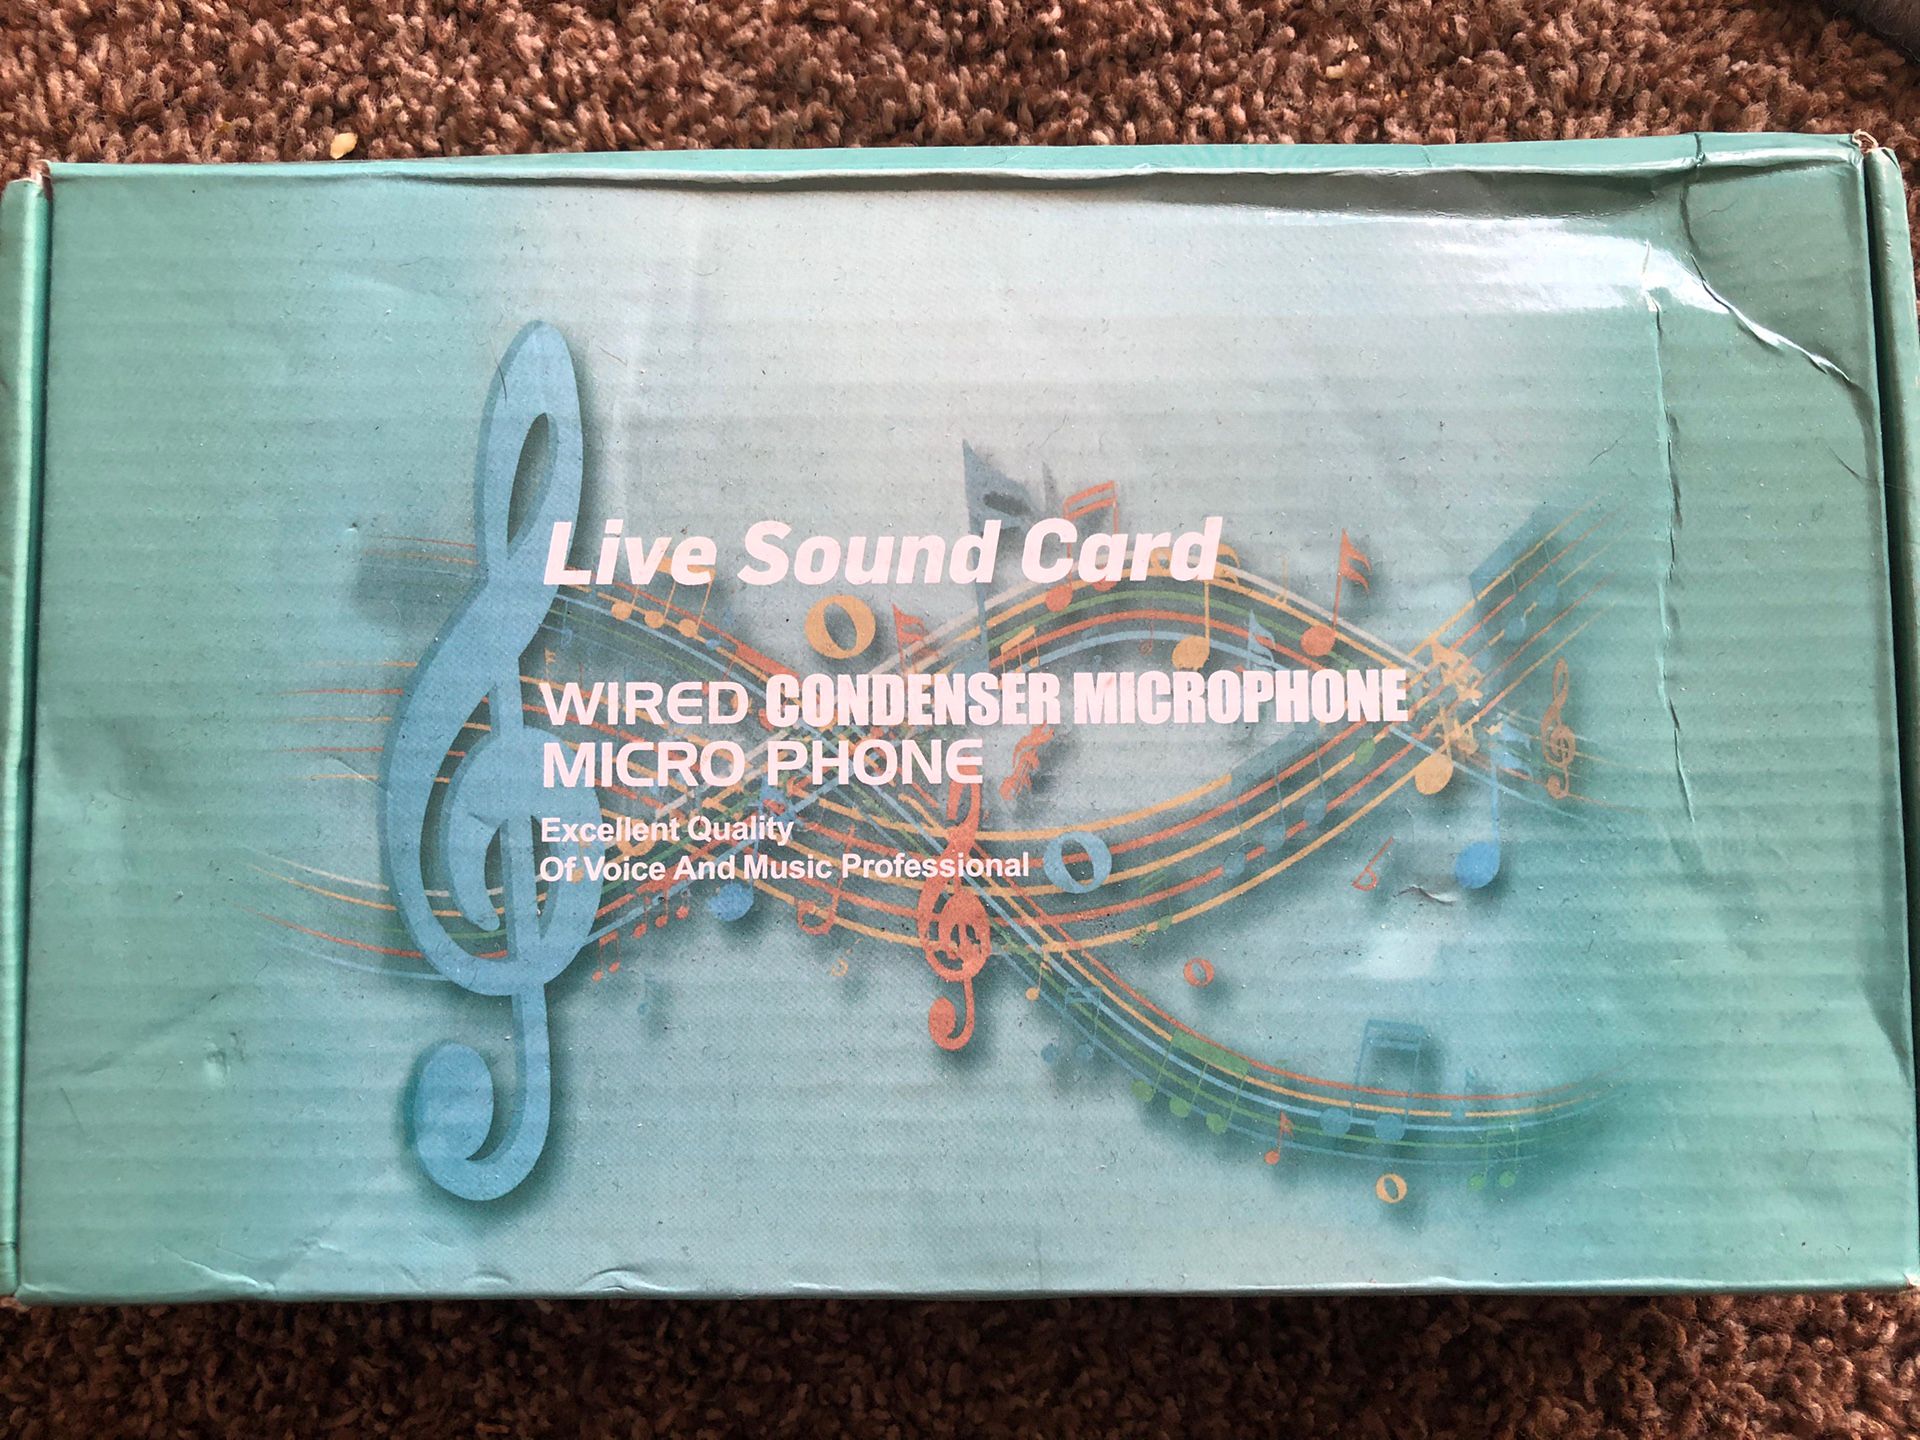 Live Sound Card
WIRED CONDENSER MICROPHONE
MICRO PHONE
Excellent Quality
Of Voice And Music Professional